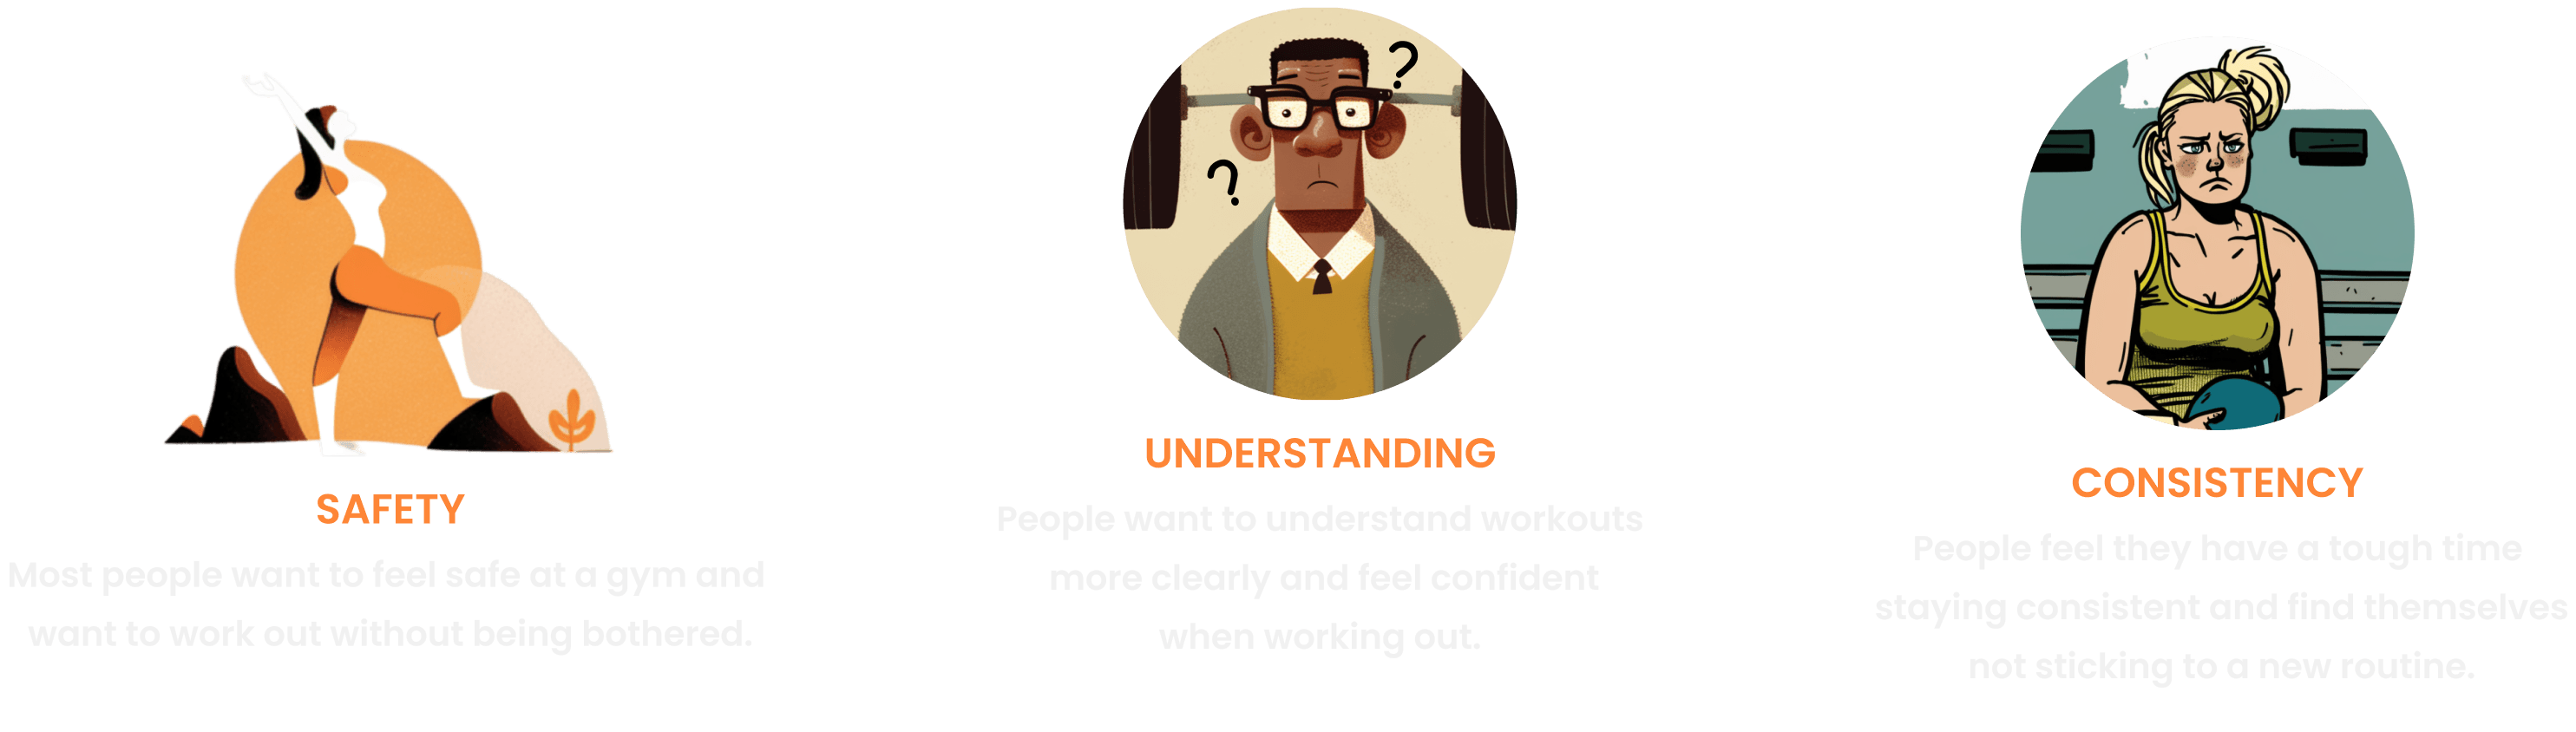 SAFETY
Most people want to feel safe at a gym and
want to work out without being bothered.
?
?
UNDERSTANDING
People want to understand workouts
more clearly and feel confident
when working out.
CONSISTENCY
People feel they have a tough time
staying consistent and find themselves
not sticking to a new routine.